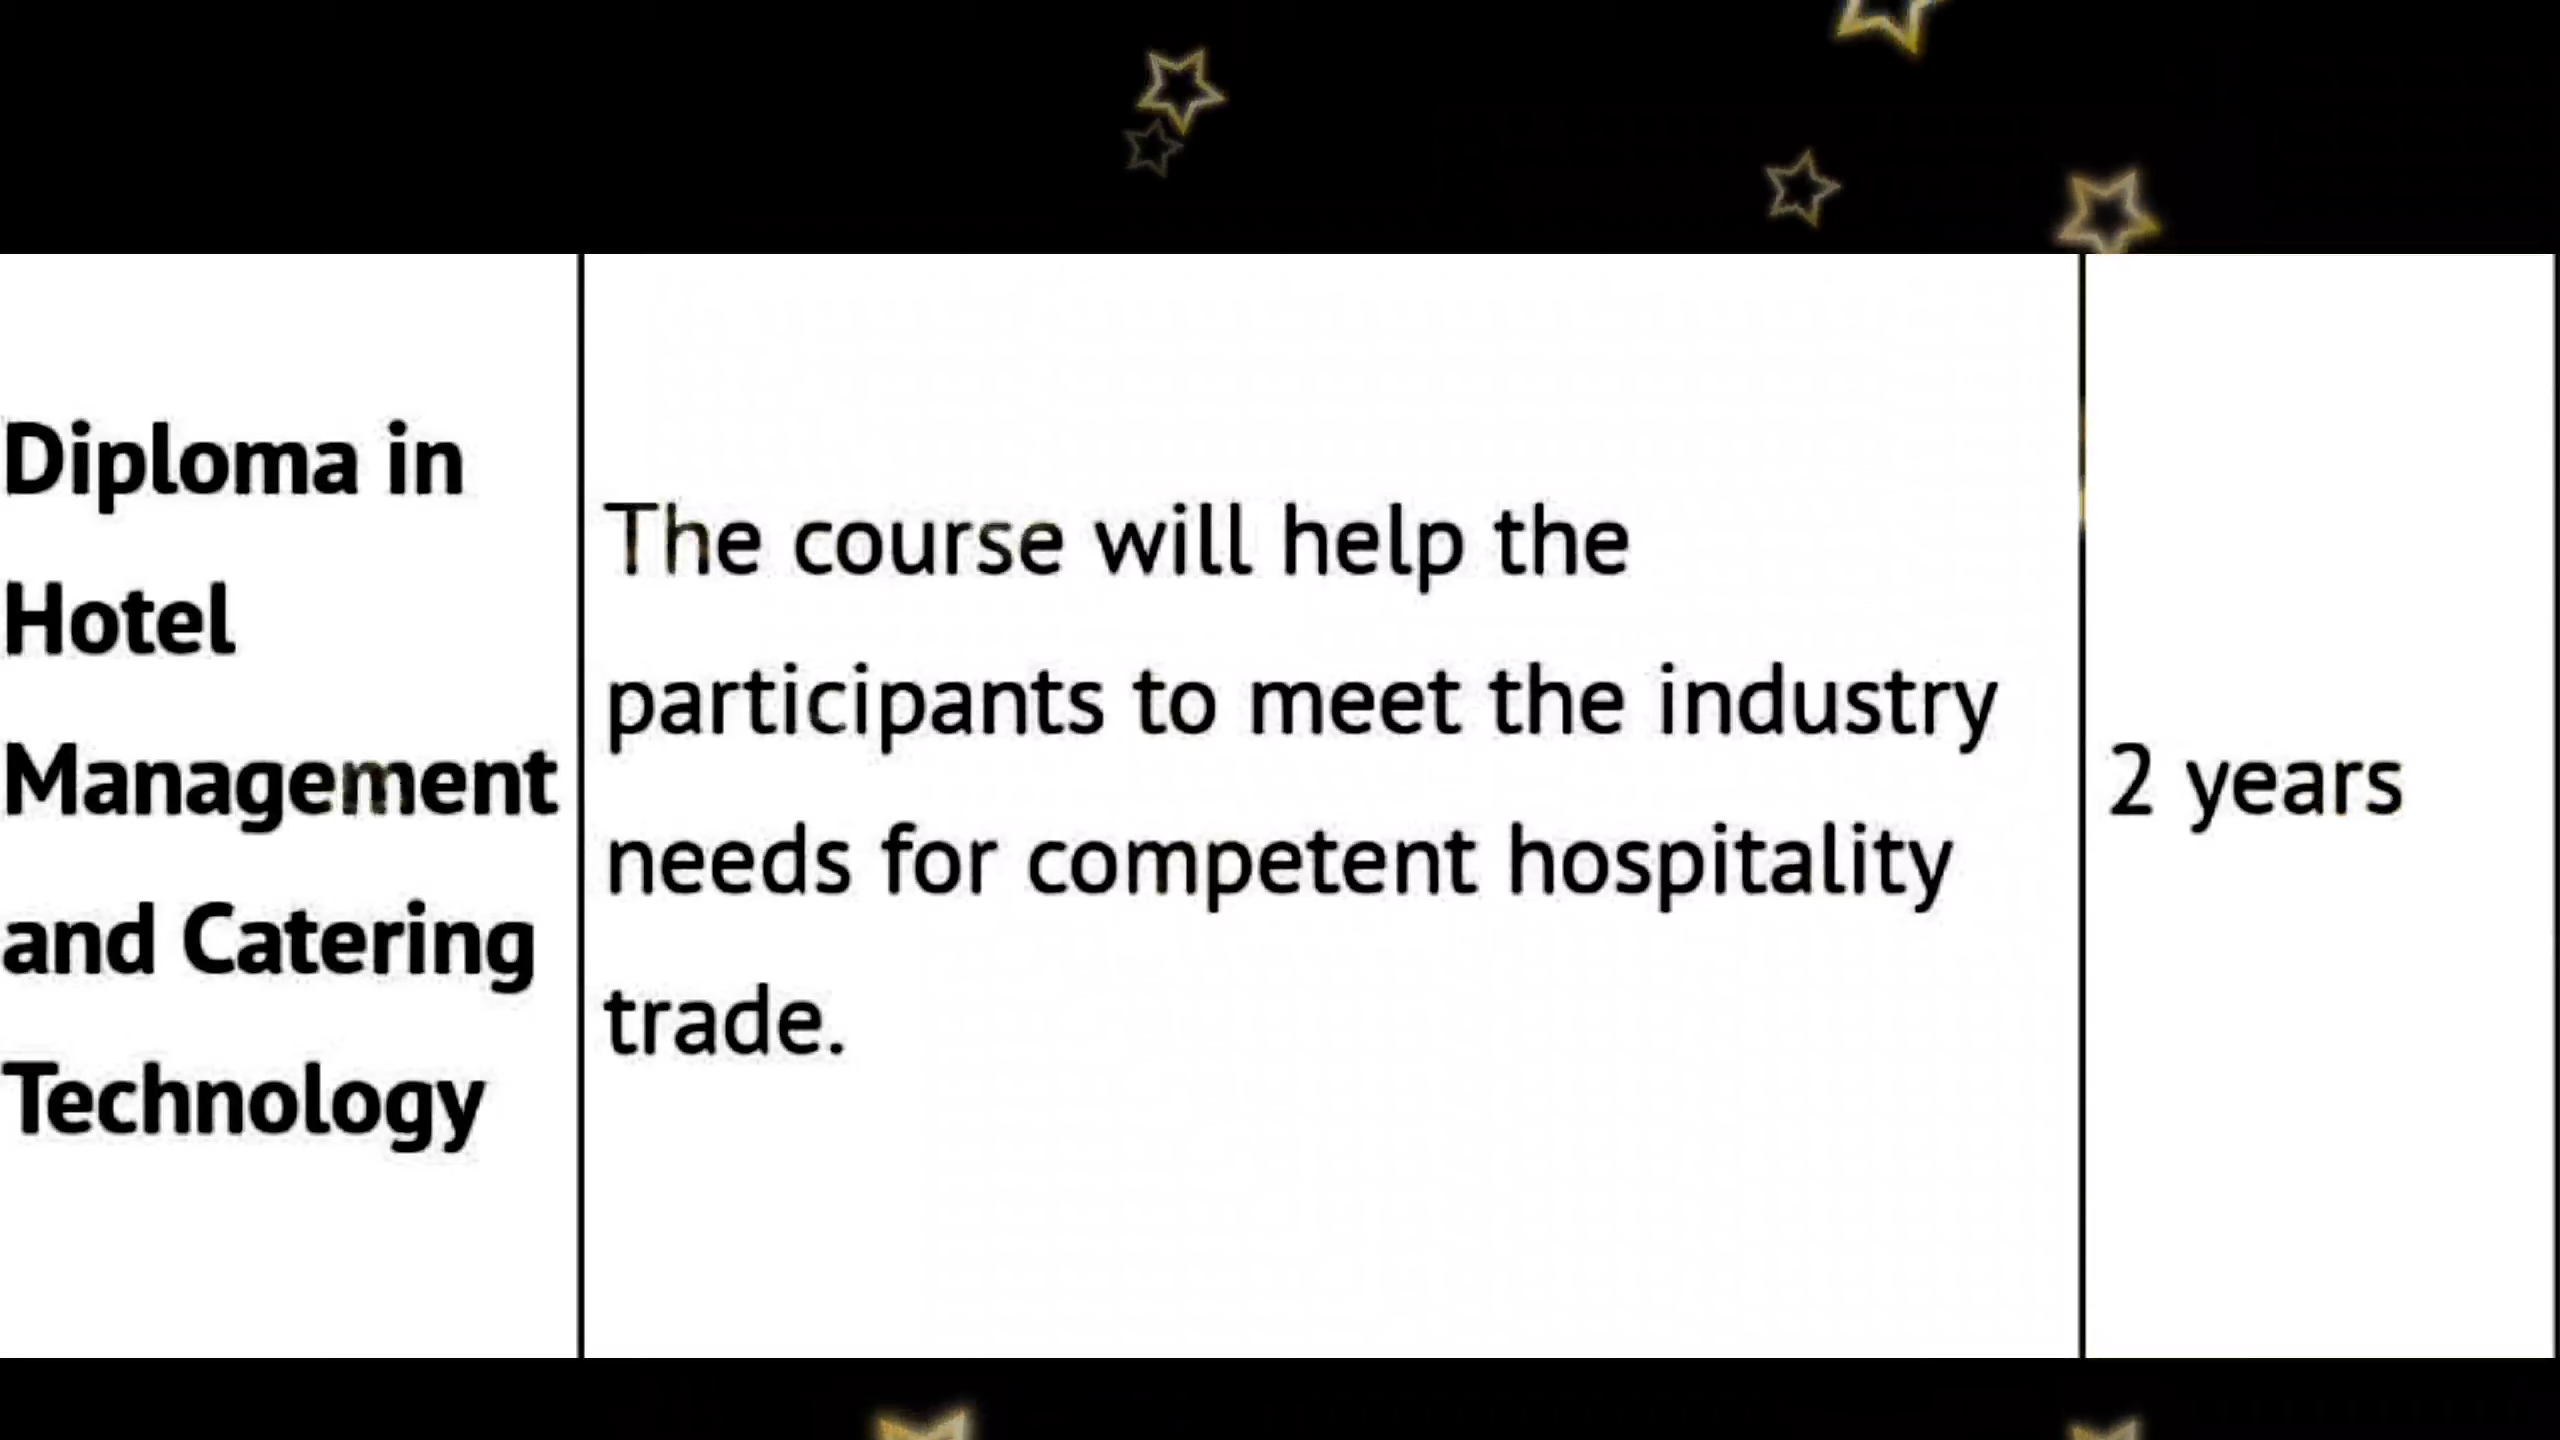 Diploma in
Hotel
Management
and Catering
Technology
The course will help the
participants to meet the industry
needs for competent hospitality
trade.
2 years